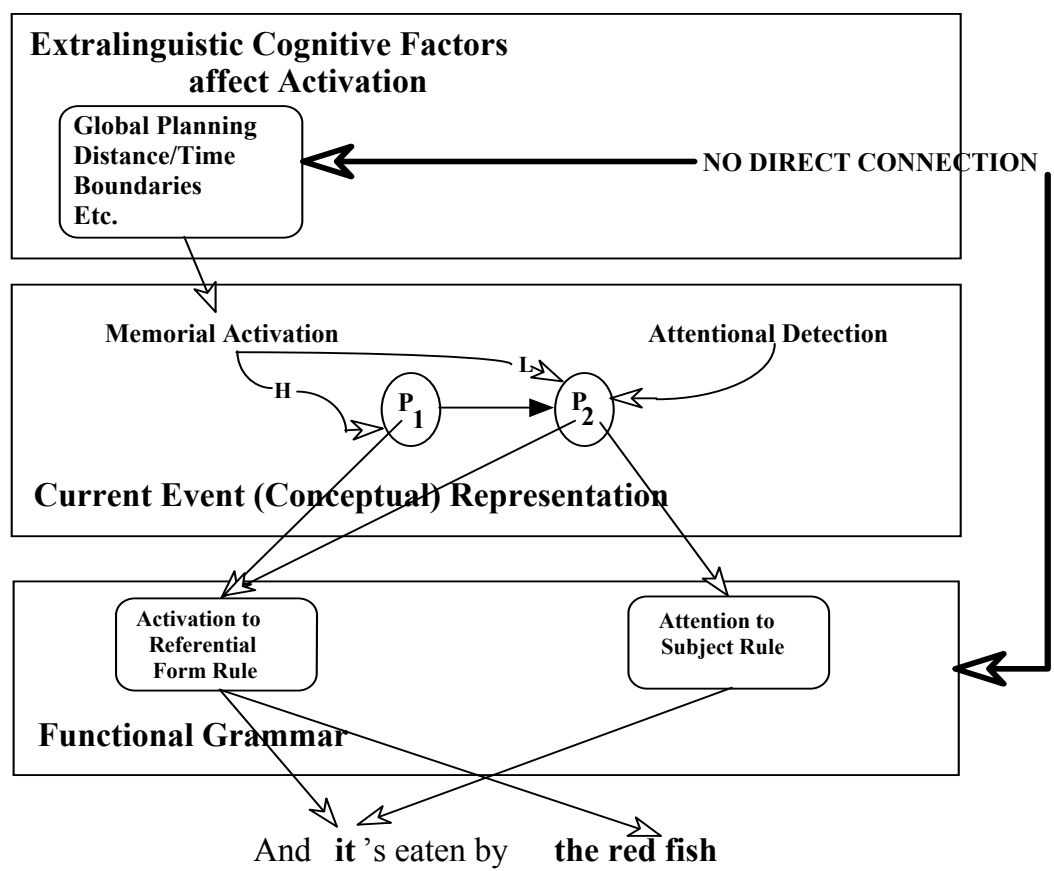 Extralinguistic Cognitive Factors
affect Activation
Global Planning
Distance/Time
Boundaries
Etc.
NO DIRECT CONNECTION
Memorial Activation
Attentional Detection
L
H
P1
P2
Current Event (Conceptual) Representation
Activation to
Referential
Form Rule
Attention to
Subject Rule
Functional Grammar
And it 's eaten by the red fish